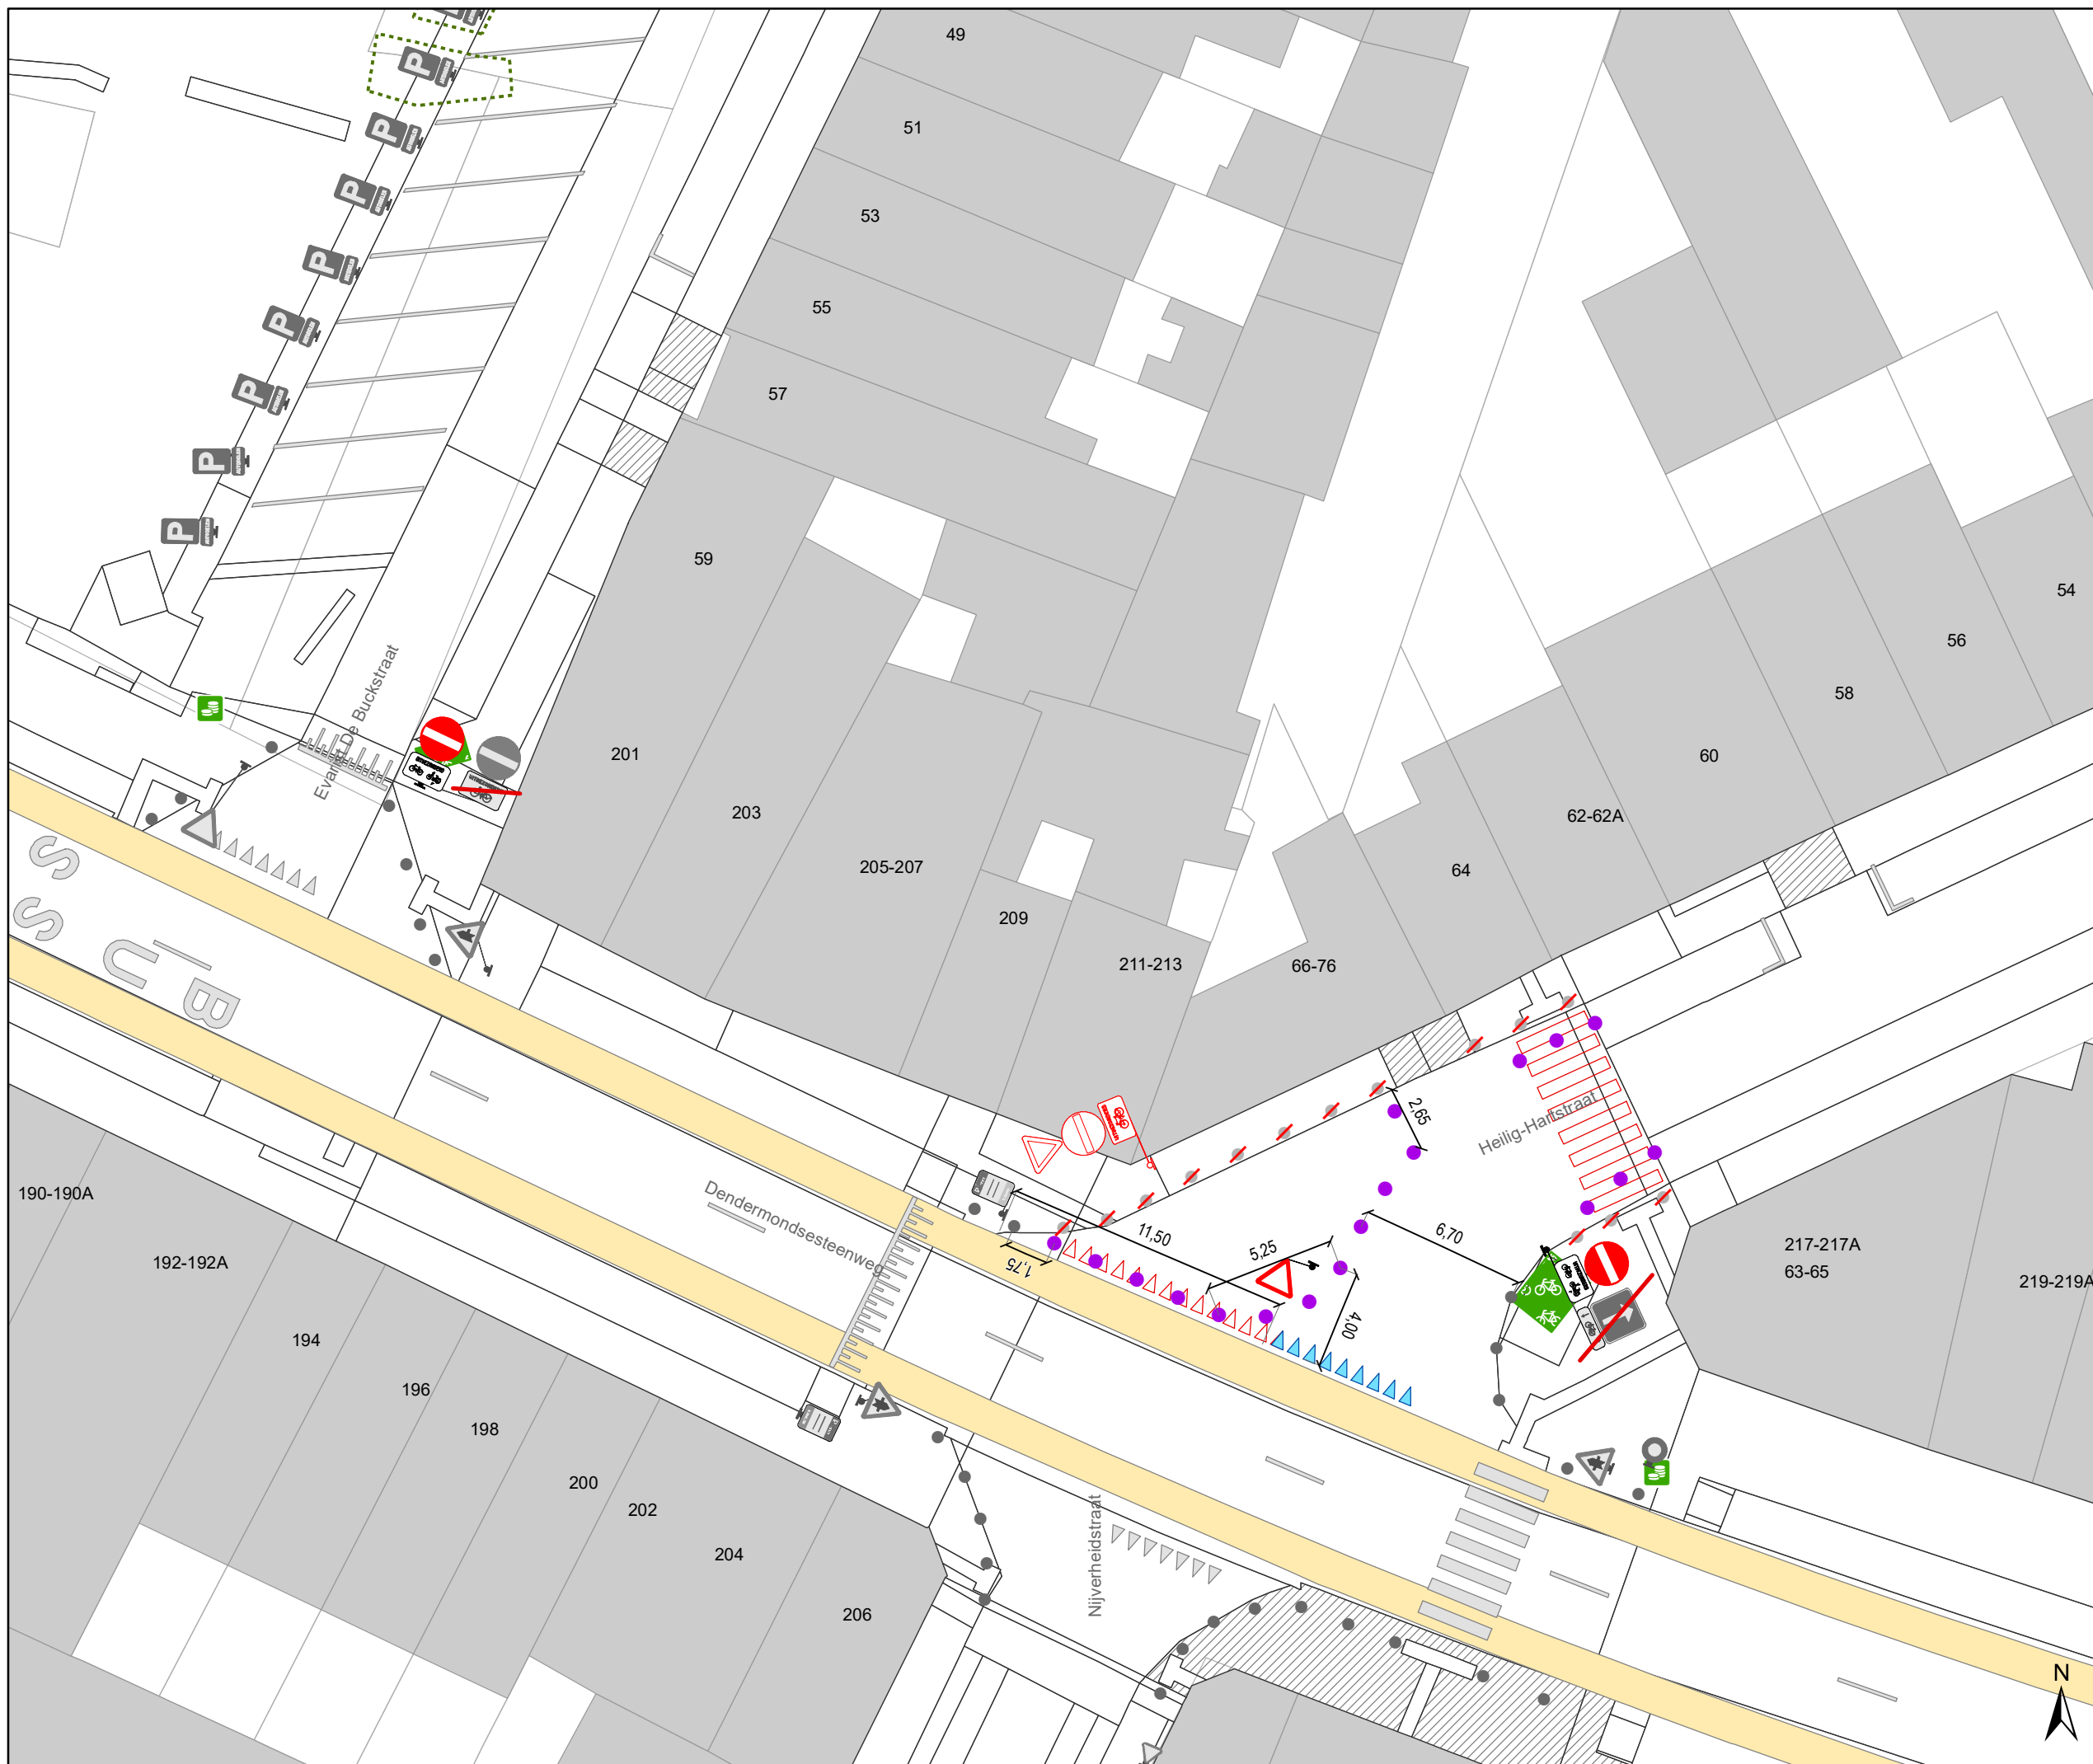 49
51
53
55
57
59
54
56
58
60
62-62A
64
66-76
201
203
205-207
209
211-213
Evarist De Buckstraat
P
P
P
P
P
P
P
P
S
S
U
B
2,65
Heilig-Hartstraat
11,50
1,75
5,25
6,70
4,00
Dendermondsesteenweg
190-190A
192-192A
194
196
198
200
202
204
206
217-217A
63-65
219-219A
Nijverheidstraat
N